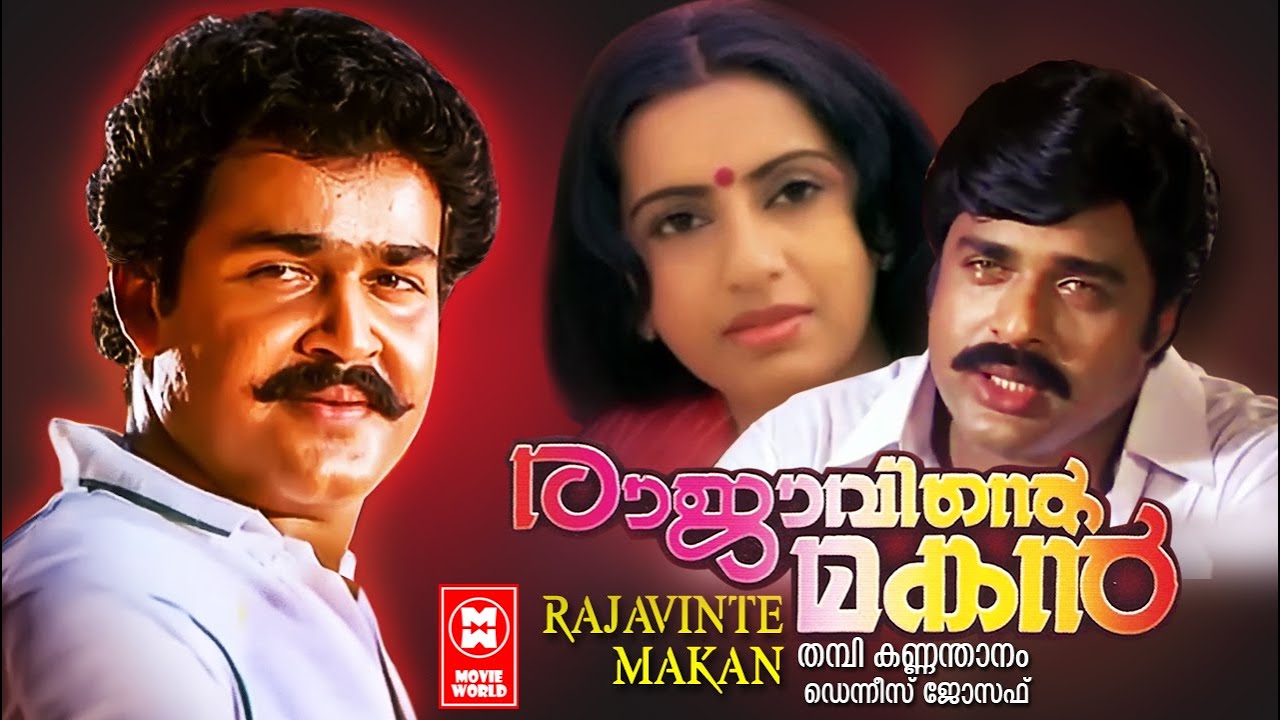 രാജാവിന്റെ
മകൻ
RAJAVINTE
MAKAN
തമ്പി കണ്ണന്താനം
ഡെന്നീസ് ജോസഫ്
M
MOVIE
WORLD